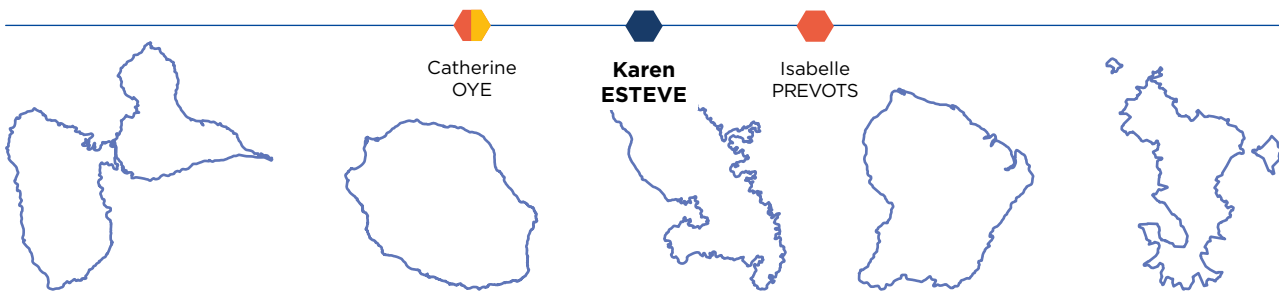 Catherine
OYE
Karen
ESTEVE
Isabelle
PREVOTS